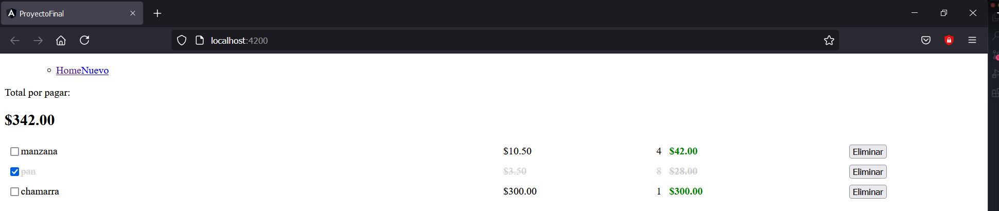 ProyectoFinal
localhost:4200
HomeNuevo
Total por pagar:
$342.00
manzana $10.50 4 $42.00 Eliminar
pan $3.50 8 $28.00 Eliminar
chamarra $300.00 1 $300.00 Eliminar